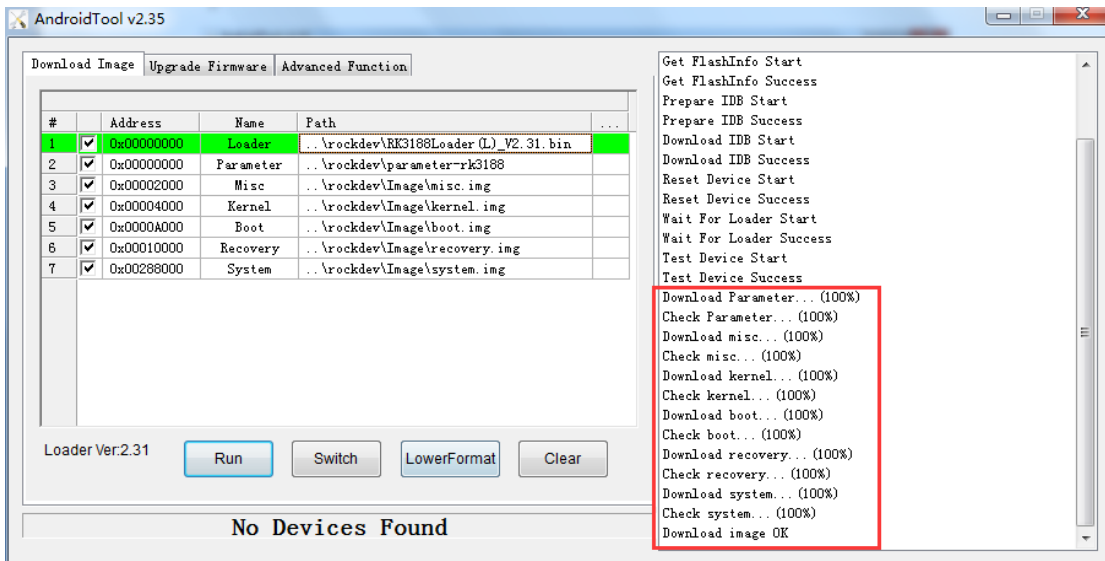 AndroidTool v2.35
Download Image Upgrade Firmware Advanced Function
# Address Name Path ...
1 0x00000000 Loader ..\rockdev\RK3188Loader(L)_V2.31.bin
2 0x00000000 Parameter ..\rockdev\parameter-rk3188
3 0x00002000 Misc ..\rockdev\Image\misc.img
4 0x00004000 Kernel ..\rockdev\Image\kernel.img
5 0x0000A000 Boot ..\rockdev\Image\boot.img
6 0x00010000 Recovery ..\rockdev\Image\recovery.img
7 0x00288000 System ..\rockdev\Image\system.img
Loader Ver:2.31 Run Switch LowerFormat Clear
No Devices Found
Get FlashInfo Start
Get FlashInfo Success
Prepare IDB Start
Prepare IDB Success
Download IDB Start
Download IDB Success
Reset Device Start
Reset Device Success
Wait For Loader Start
Wait For Loader Success
Test Device Start
Test Device Success
Download Parameter... (100%)
Check Parameter... (100%)
Download misc... (100%)
Check misc... (100%)
Download kernel... (100%)
Check kernel... (100%)
Download boot... (100%)
Check boot... (100%)
Download recovery... (100%)
Check recovery... (100%)
Download system... (100%)
Check system... (100%)
Download image OK